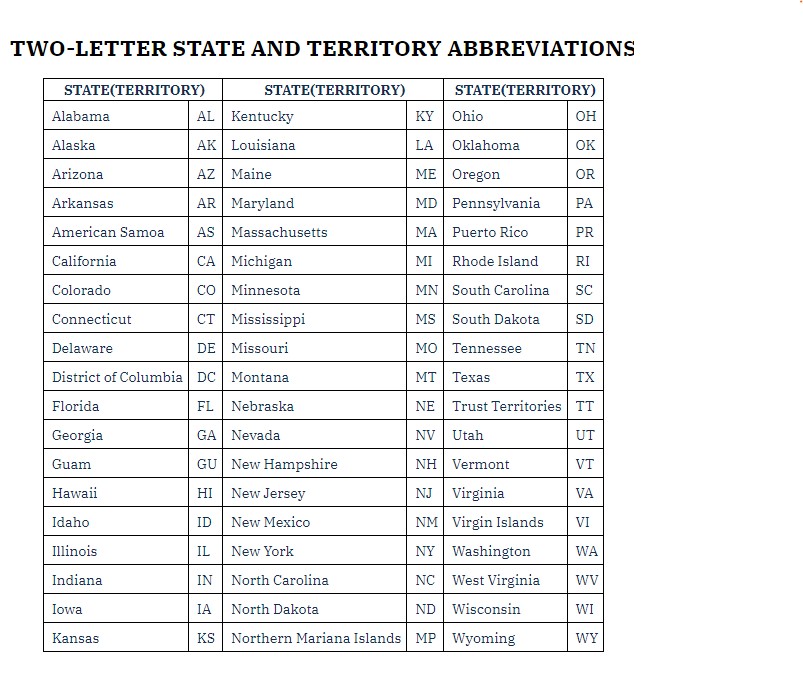 TWO-LETTER STATE AND TERRITORY ABBREVIATIONS
STATE(TERRITORY) STATE(TERRITORY) STATE(TERRITORY)
Alabama AL Kentucky KY Ohio OH
Alaska AK Louisiana LA Oklahoma OK
Arizona AZ Maine ME Oregon OR
Arkansas AR Maryland MD Pennsylvania PA
American Samoa AS Massachusetts MA Puerto Rico PR
California CA Michigan MI Rhode Island RI
Colorado CO Minnesota MN South Carolina SC
Connecticut CT Mississippi MS South Dakota SD
Delaware DE Missouri MO Tennessee TN
District of Columbia DC Montana MT Texas TX
Florida FL Nebraska NE Trust Territories TT
Georgia GA Nevada NV Utah UT
Guam GU New Hampshire NH Vermont VT
Hawaii HI New Jersey NJ Virginia VA
Idaho ID New Mexico NM Virgin Islands VI
Illinois IL New York NY Washington WA
Indiana IN North Carolina NC West Virginia WV
Iowa IA North Dakota ND Wisconsin WI
Kansas KS Northern Mariana Islands MP Wyoming WY